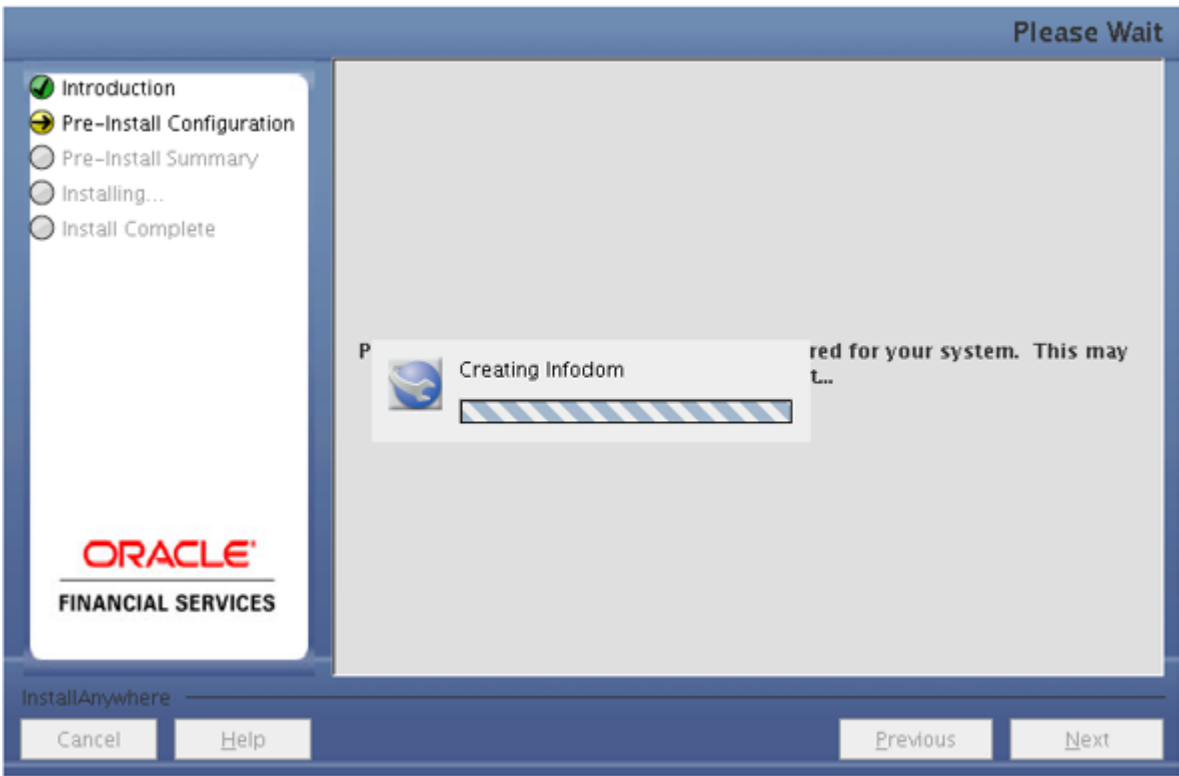 Please Wait
Introduction
Pre-Install Configuration
Pre-Install Summary
Installing...
Install Complete
P
red for your system. This may
t...
Creating Infodom
ORACLE
FINANCIAL SERVICES
InstallAnywhere
Cancel Help Previous Next